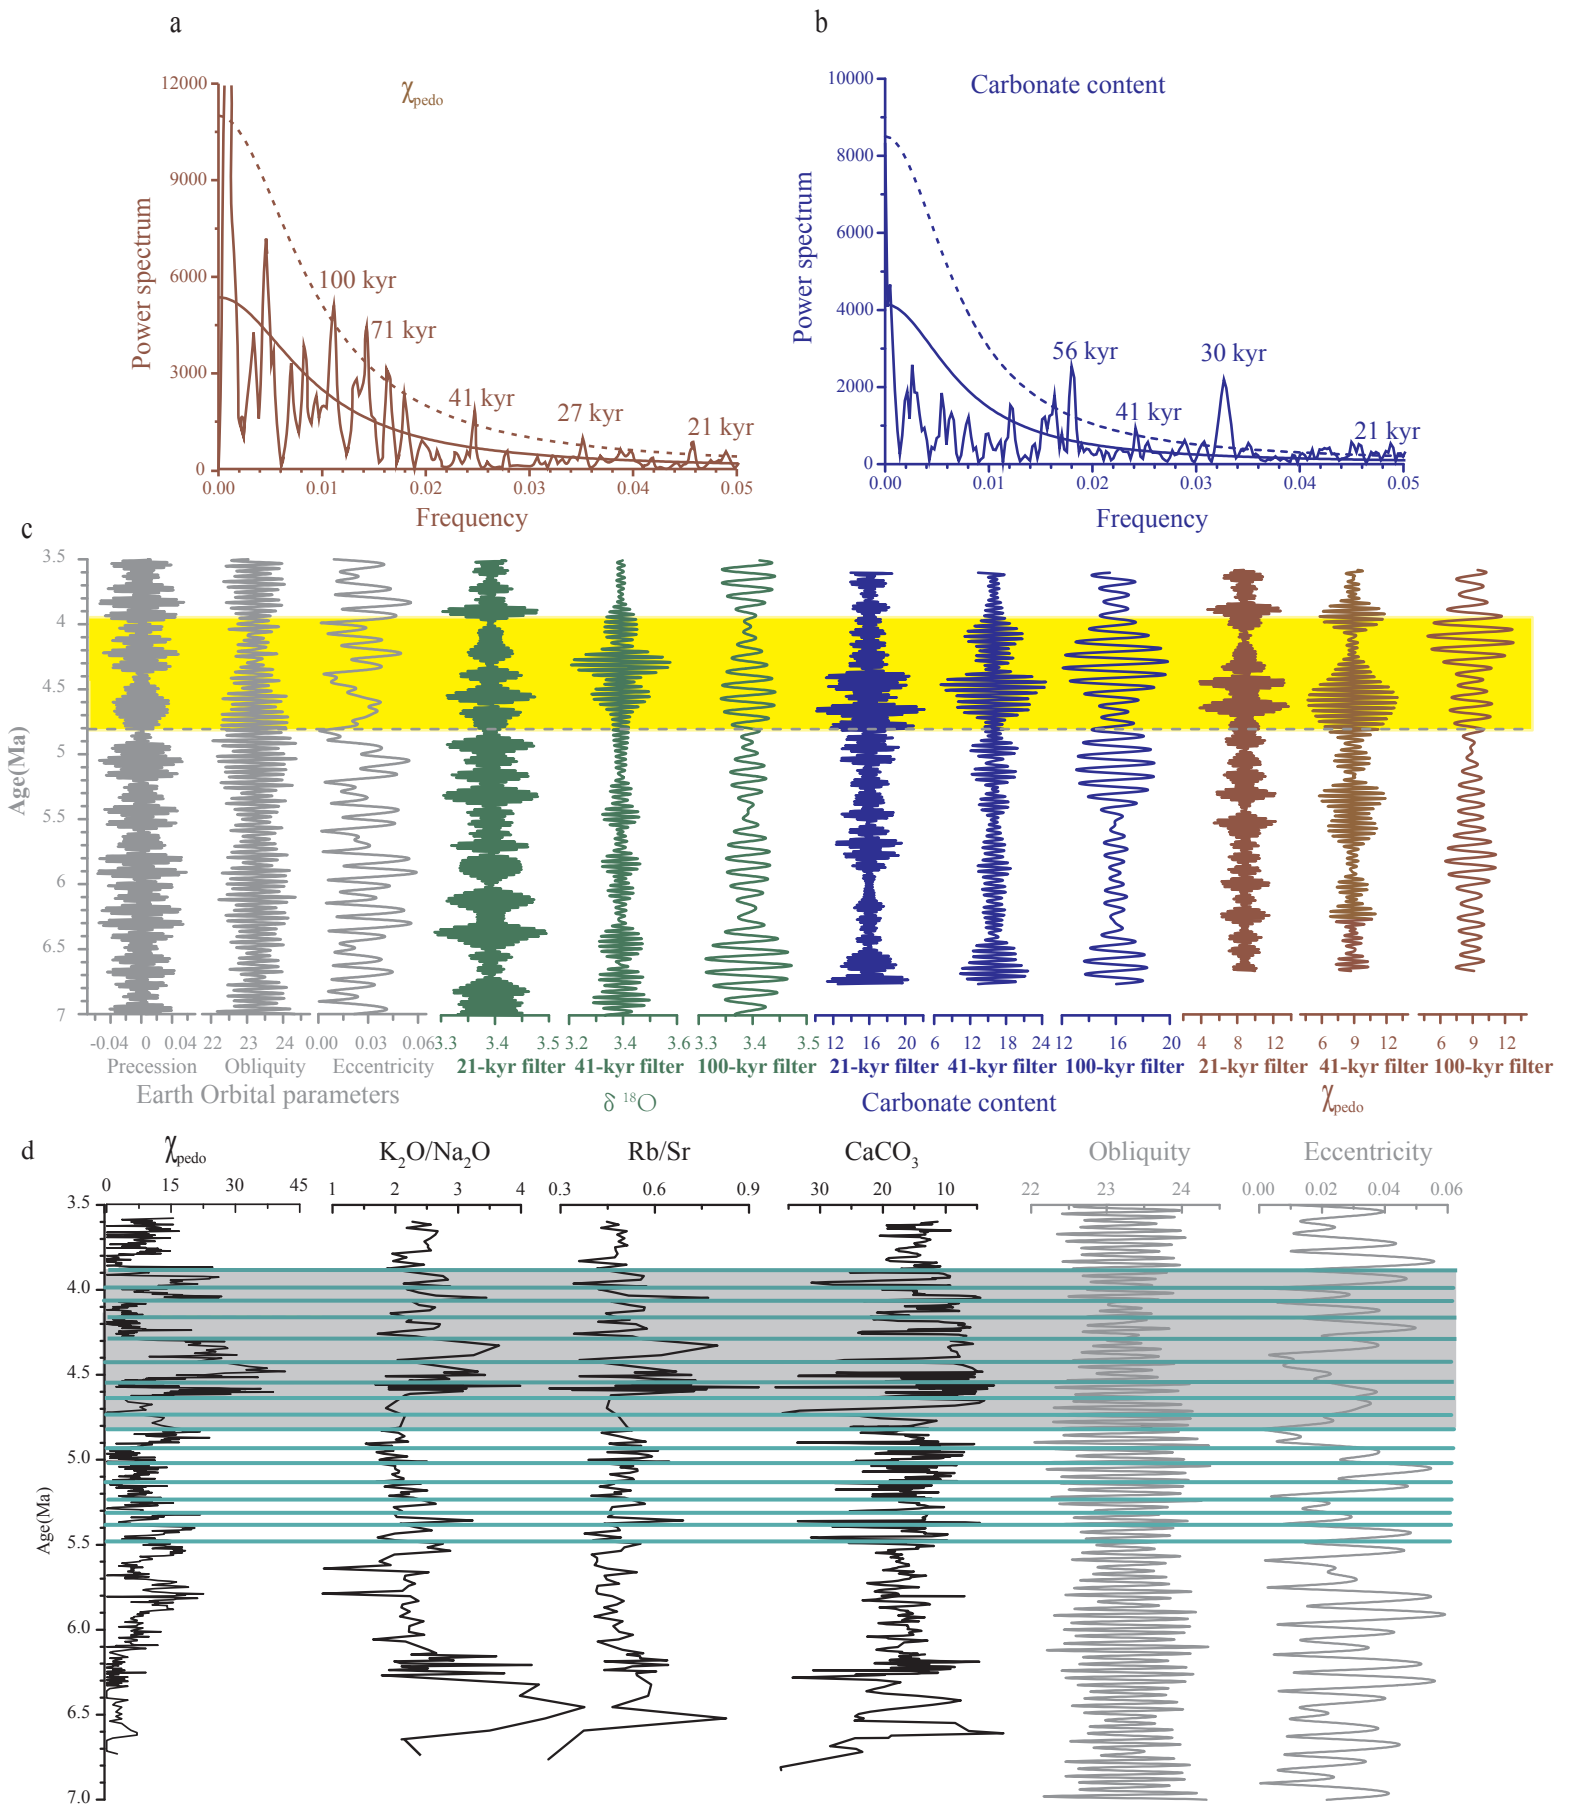 a
b
χpedo
Carbonate content
12000
9000
6000
3000
0
Power spectrum
100 kyr
71 kyr
41 kyr
27 kyr
21 kyr
0.00 0.01 0.02 0.03 0.04 0.05
Frequency
10000
8000
6000
4000
2000
0
Power spectrum
56 kyr
30 kyr
41 kyr
21 kyr
0.00 0.01 0.02 0.03 0.04 0.05
Frequency
c
3.5
4
4.5
5
5.5
6
6.5
7
Age(Ma)
-0.04 0 0.04 22 23 24 0.00 0.03 0.06 3.3 3.4 3.5 3.2 3.4 3.6 3.3 3.4 3.5 12 16 20 6 12 18 24 12 16 20 4 8 12 6 9 12 6 9 12
Precession Obliquity Eccentricity 21-kyr filter 41-kyr filter 100-kyr filter 21-kyr filter 41-kyr filter 100-kyr filter 21-kyr filter 41-kyr filter 100-kyr filter
Earth Orbital parameters δ 18O Carbonate content χpedo
d
χpedo K2O/Na2O Rb/Sr CaCO3 Obliquity Eccentricity
0 15 30 45 1 2 3 4 0.3 0.6 0.9 30 20 10 22 23 24 0.00 0.02 0.04 0.06
3.5
4.0
4.5
5.0
5.5
6.0
6.5
7.0
Age(Ma)